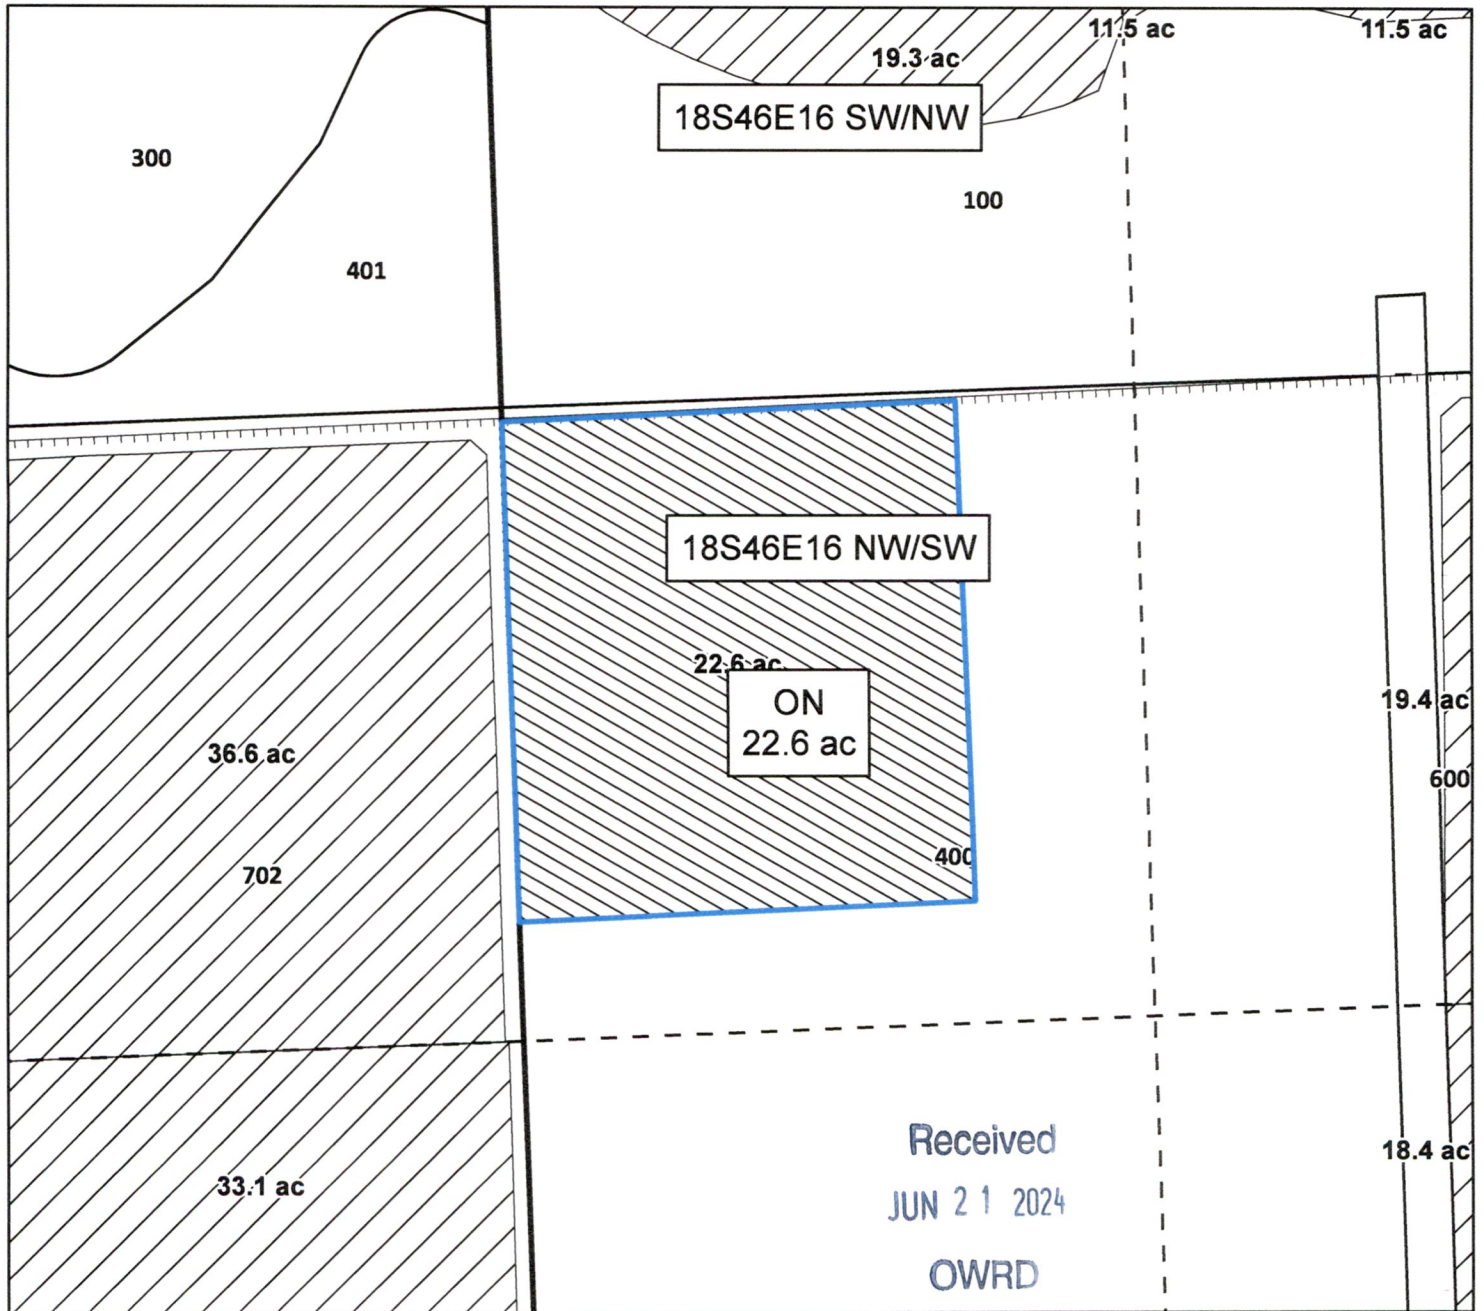 11.5 ac
11.5 ac
19.3 ac
18S46E16 SW/NW
300
100
401
18S46E16 NW/SW
22.6 ac
ON
22.6 ac
19.4 ac
36.6 ac
600
400
702
Received
18.4 ac
33.1 ac
JUN 21 2024
OWRD